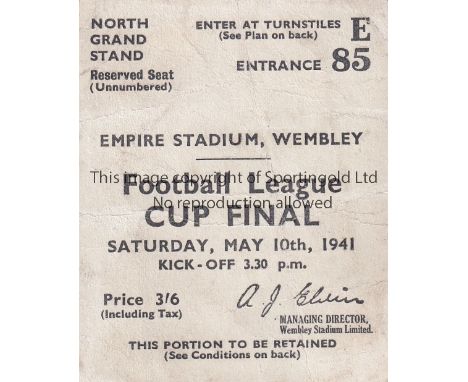 NORTH
GRAND
STAND
Reserved Seat
(Unnumbered)
ENTER AT TURNSTILES E
(See Plan on back)
ENTRANCE 85
EMPIRE STADIUM, WEMBLEY
This image copyright of Sportingold Ltd
Football League
No reproduction allowed
CUP FINAL
SATURDAY, MAY 10th, 1941
KICK-OFF 3.30 p.m.
Price 3/6
(Including Tax)
A. J. Elvin
MANAGING DIRECTOR,
Wembley Stadium Limited.
THIS PORTION TO BE RETAINED
(See Conditions on back)